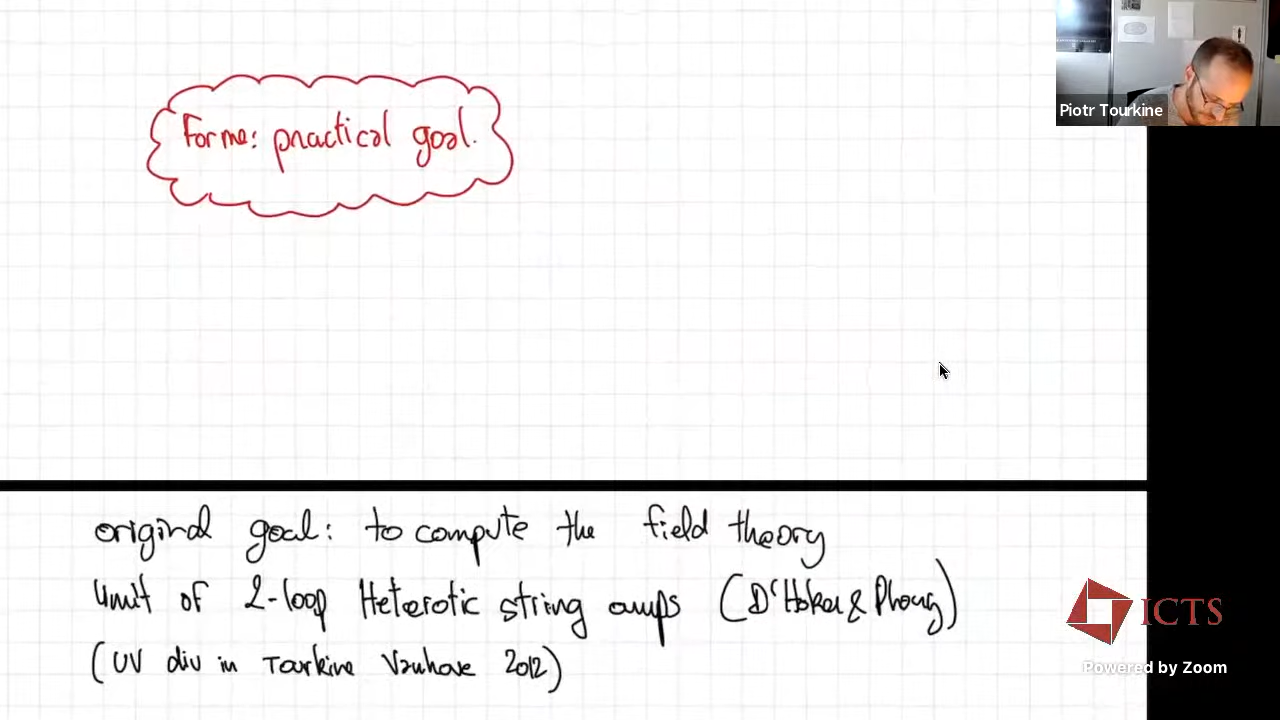 For me: practical goal.
Piotr Tourkine
original goal: to compute the field theory
limit of 2-loop Heterotic string amps (D'Hoker & Phong)
(UV div in Tourkine Vanhove 2012)
ICTS
Powered by Zoom